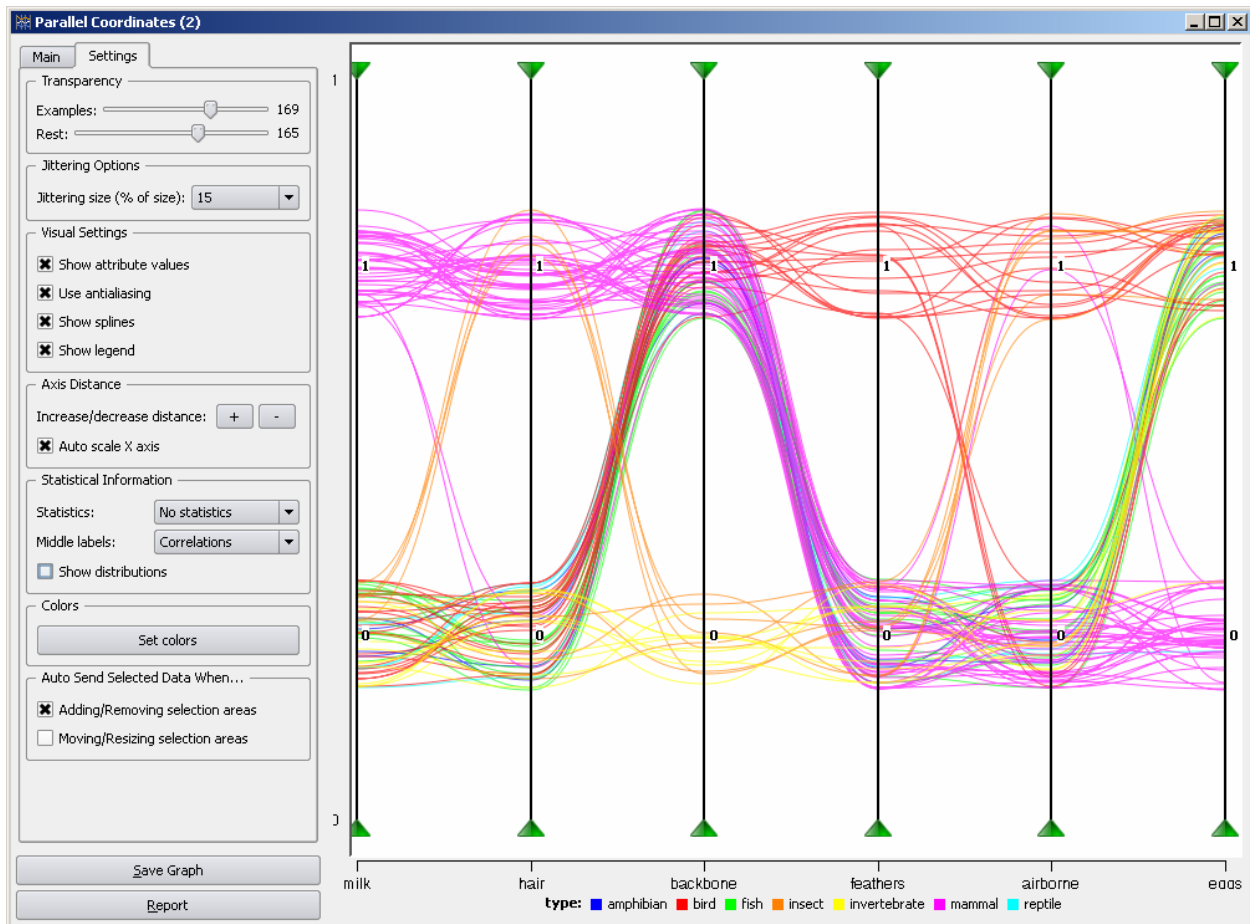 Parallel Coordinates (2)
Main Settings
Transparency
Examples: 169
Rest: 165
Jittering Options
Jittering size (% of size): 15
Visual Settings
Show attribute values
Use antialiasing
Show splines
Show legend
Axis Distance
Increase/decrease distance: + -
Auto scale X axis
Statistical Information
Statistics: No statistics
Middle labels: Correlations
Show distributions
Colors
Set colors
Auto Send Selected Data When...
Adding/Removing selection areas
Moving/Resizing selection areas
Save Graph
Report
1
1 1 1 1 1 1
0 0 0 0 0 0
0
milk hair backbone feathers airborne eggs
type: amphibian bird fish insect invertebrate mammal reptile